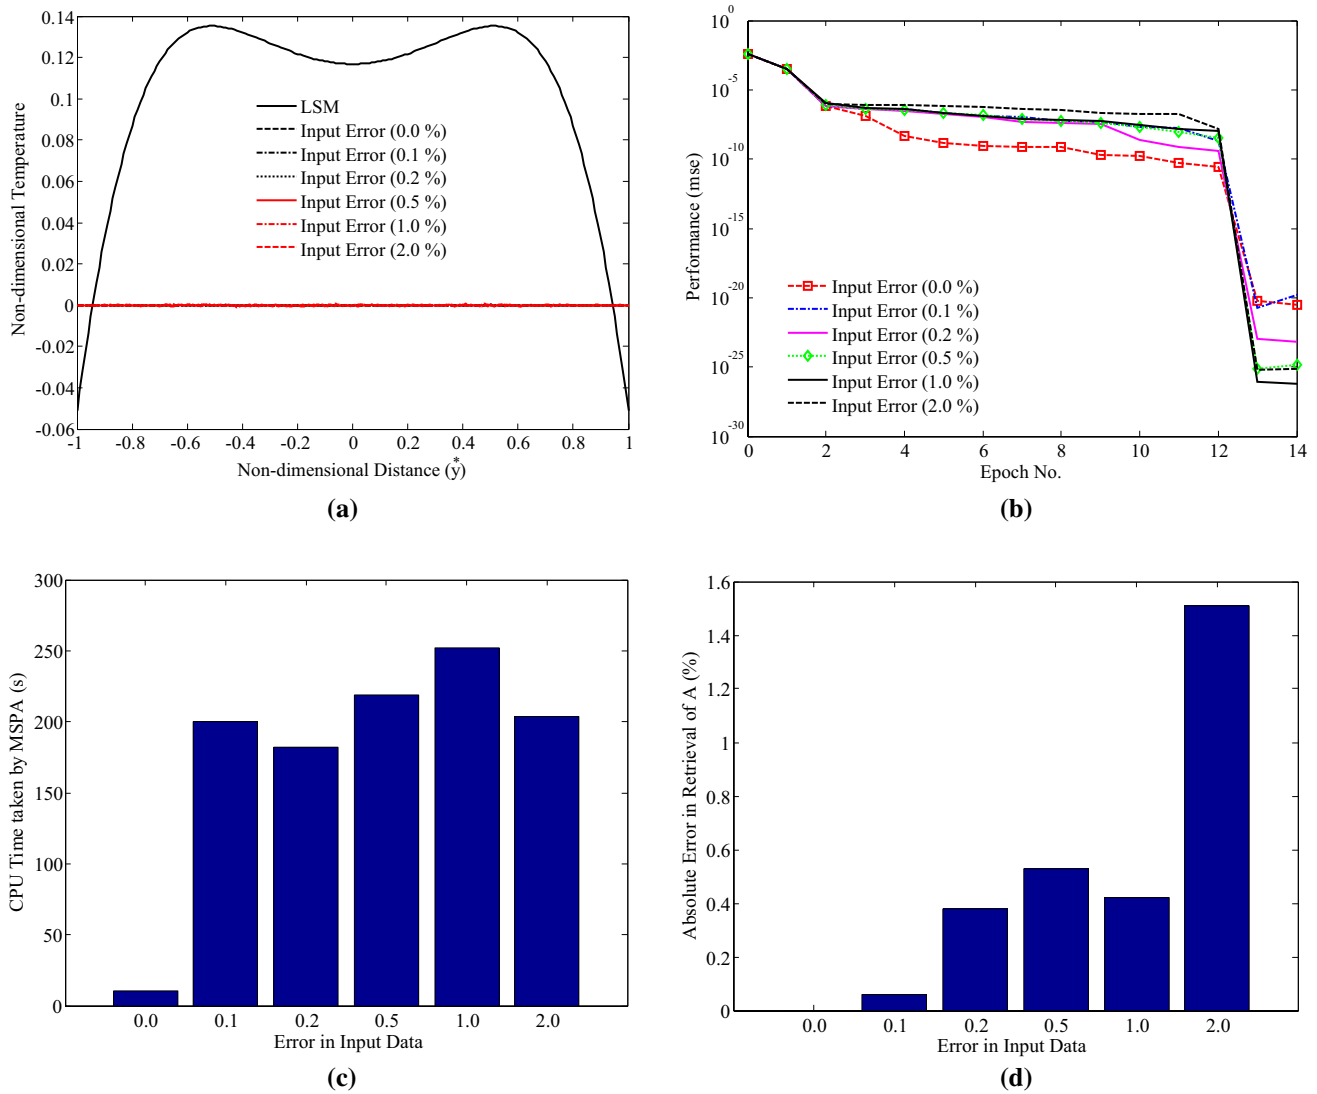 0.14
0.12
0.1
0.08
0.06
0.04
0.02
0
-0.02
-0.04
-0.06
Non-dimensional Temperature
LSM
Input Error (0.0 %)
Input Error (0.1 %)
Input Error (0.2 %)
Input Error (0.5 %)
Input Error (1.0 %)
Input Error (2.0 %)
-1 -0.8 -0.6 -0.4 -0.2 0 0.2 0.4 0.6 0.8 1
Non-dimensional Distance (y*)
(a)
10^0
10^-5
10^-10
10^-15
10^-20
10^-25
10^-30
Performance (mse)
Input Error (0.0 %)
Input Error (0.1 %)
Input Error (0.2 %)
Input Error (0.5 %)
Input Error (1.0 %)
Input Error (2.0 %)
0 2 4 6 8 10 12 14
Epoch No.
(b)
300
250
200
150
100
50
0
CPU Time taken by MSPA (s)
0.0 0.1 0.2 0.5 1.0 2.0
Error in Input Data
(c)
1.6
1.4
1.2
1
0.8
0.6
0.4
0.2
0
Absolute Error in Retrieval of A (%)
0.0 0.1 0.2 0.5 1.0 2.0
Error in Input Data
(d)